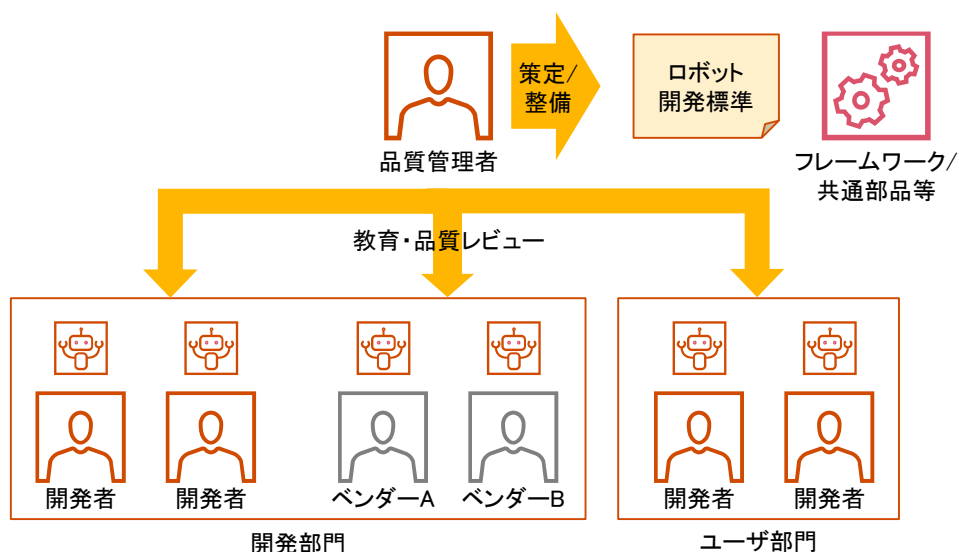 策定/
整備
ロボット
開発標準
品質管理者
フレームワーク/
共通部品等
教育・品質レビュー
開発者
開発者
ベンダーA
ベンダーB
開発者
開発者
開発部門
ユーザ部門